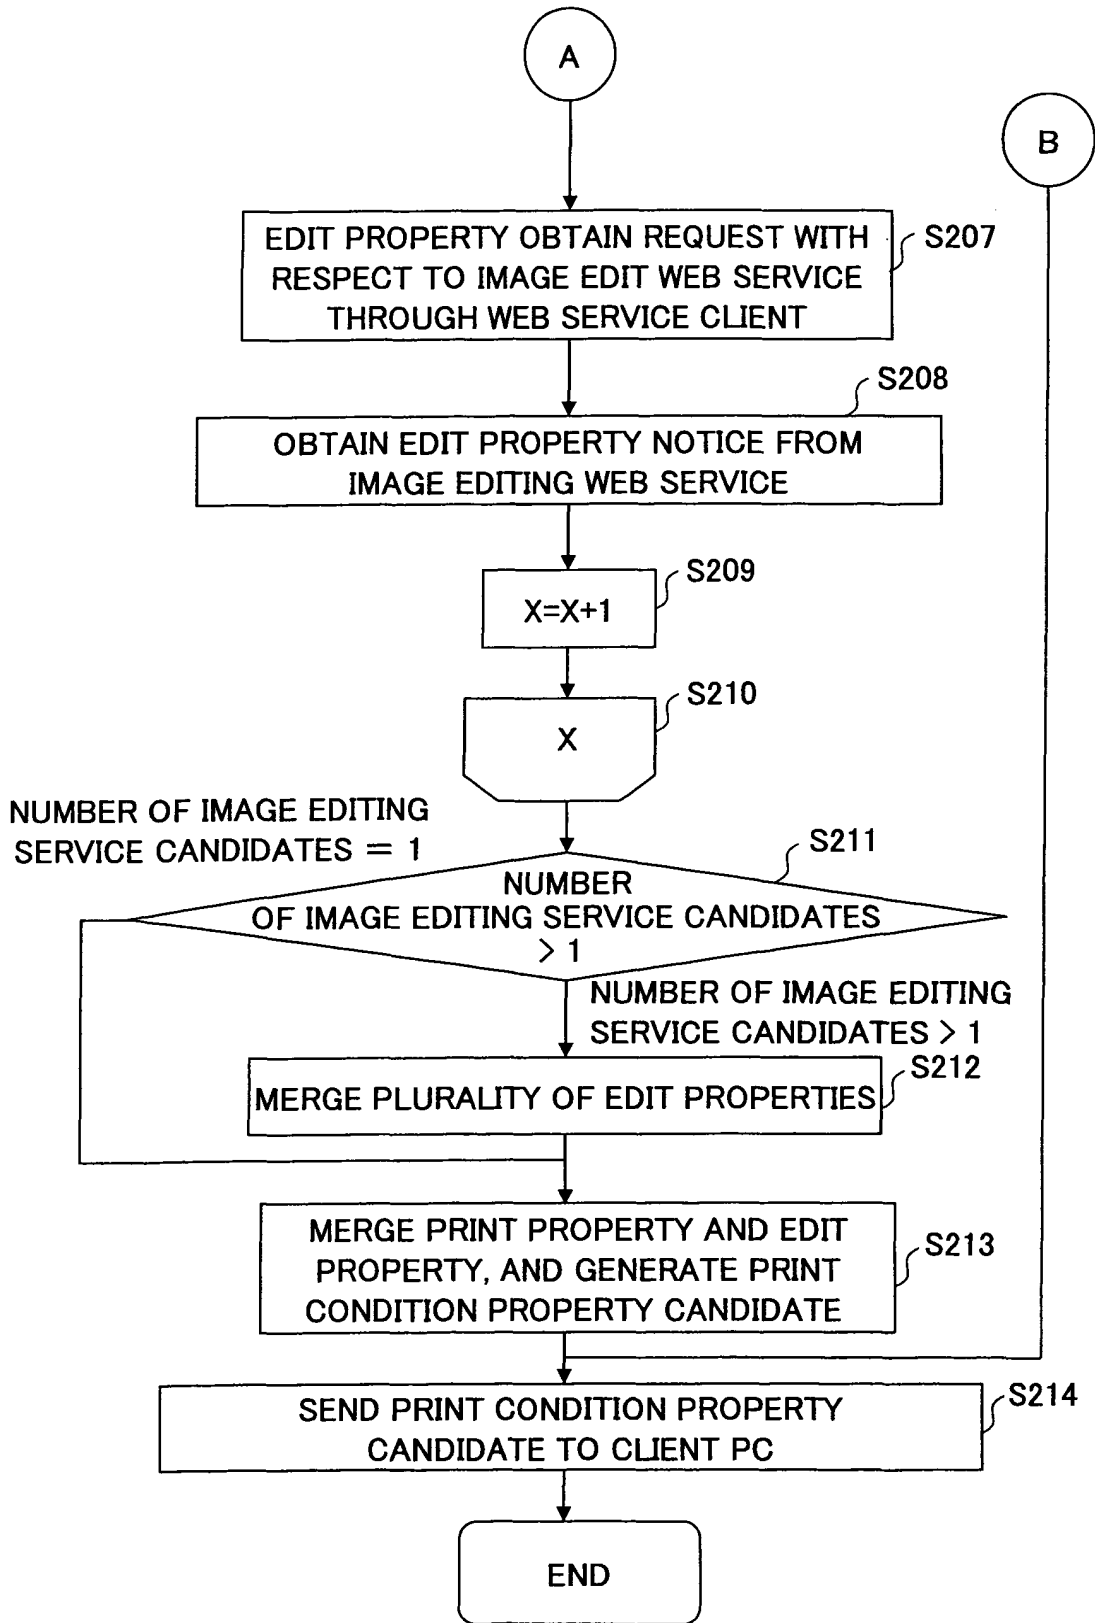 A
B
EDIT PROPERTY OBTAIN REQUEST WITH
RESPECT TO IMAGE EDIT WEB SERVICE
THROUGH WEB SERVICE CLIENT
S207
S208
OBTAIN EDIT PROPERTY NOTICE FROM
IMAGE EDITING WEB SERVICE
S209
X=X+1
S210
X
NUMBER OF IMAGE EDITING
SERVICE CANDIDATES = 1
S211
NUMBER
OF IMAGE EDITING SERVICE CANDIDATES
> 1
NUMBER OF IMAGE EDITING
SERVICE CANDIDATES > 1
S212
MERGE PLURALITY OF EDIT PROPERTIES
MERGE PRINT PROPERTY AND EDIT
PROPERTY, AND GENERATE PRINT
CONDITION PROPERTY CANDIDATE
S213
SEND PRINT CONDITION PROPERTY
CANDIDATE TO CLIENT PC
S214
END